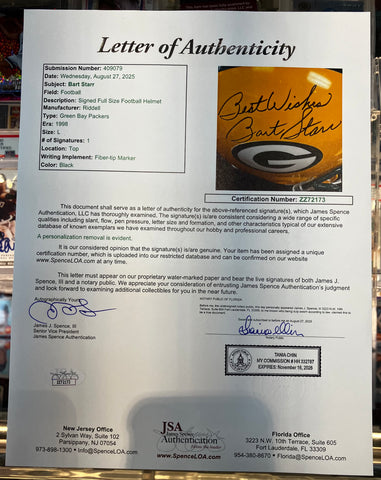 Letter of Authenticity
Submission Number: 409079
Date: Wednesday, August 27, 2025
Subject: Bart Starr
Field: Football
Description: Signed Full Size Football Helmet
Manufacturer: Riddell
Type: Green Bay Packers
Era: 1998
Size: L
# of Signatures: 1
Location: Top
Writing Implement: Fiber-tip Marker
Color: Black
Best Wishes
Bart Starr
G
Certification Number: ZZ72173
This document shall serve as a letter of authenticity for the above-referenced signature(s), which James Spence
Authentication, LLC has thoroughly examined. The signature(s) is/are consistent considering a wide range of specific
qualities including slant, flow, pen pressure, letter size and formation, and other characteristics typical of our extensive
database of known exemplars we have examined throughout our hobby and professional careers.
A personalization removal is evident.
It is our considered opinion that the signature(s) is/are genuine. Your item has been assigned a unique
certification number, which is uploaded into our restricted database and can be confirmed on our website
www.SpenceLOA.com.
This letter must appear on our proprietary water-marked paper and bear the live signatures of both James J.
Spence, III and a notary public. We appreciate your consideration of entrusting James Spence Authentication's judgment
and look forward to examining additional collectibles for you in the near future.
Autographically Yours,
James J. Spence, III
Senior Vice President
James Spence Authentication
NOTARY PUBLIC OF FLORIDA
Notary Public
TANIA CHIN
MY COMMISSION # HH 332787
EXPIRES: November 16, 2026
ZZ72173
New Jersey Office
2 Sylvan Way, Suite 102
Parsippany, NJ 07054
973-898-1300 * Info@SpenceLOA.com
JSA
James Spence
Authentication
www.SpenceLOA.com
Florida Office
3223 N.W. 10th Terrace, Suite 605
Fort Lauderdale, FL 33309
954-380-8670 * Florida@SpenceLOA.com